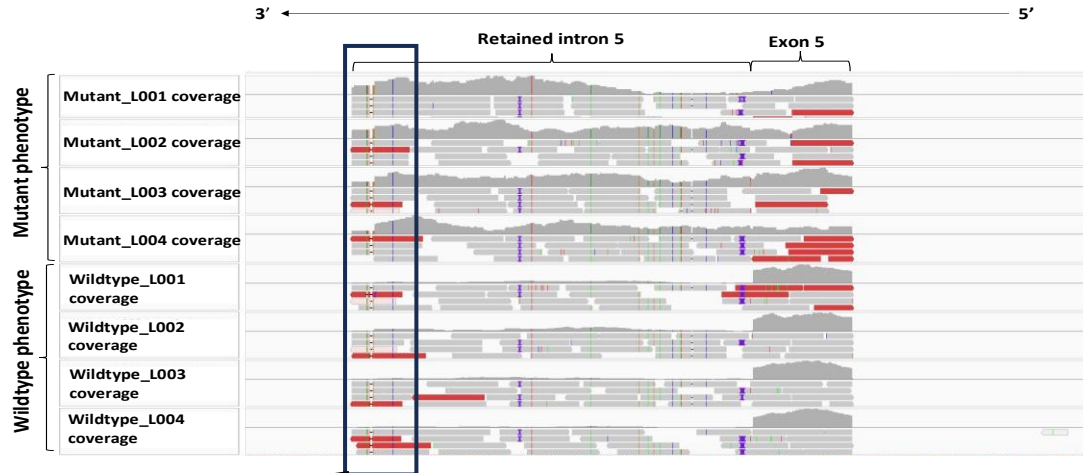 3’ 5’
Retained intron 5 Exon 5
Mutant phenotype
Mutant_L001 coverage
Mutant_L002 coverage
Mutant_L003 coverage
Mutant_L004 coverage
Wildtype phenotype
Wildtype_L001
coverage
Wildtype_L002
coverage
Wildtype_L003
coverage
Wildtype_L004
coverage